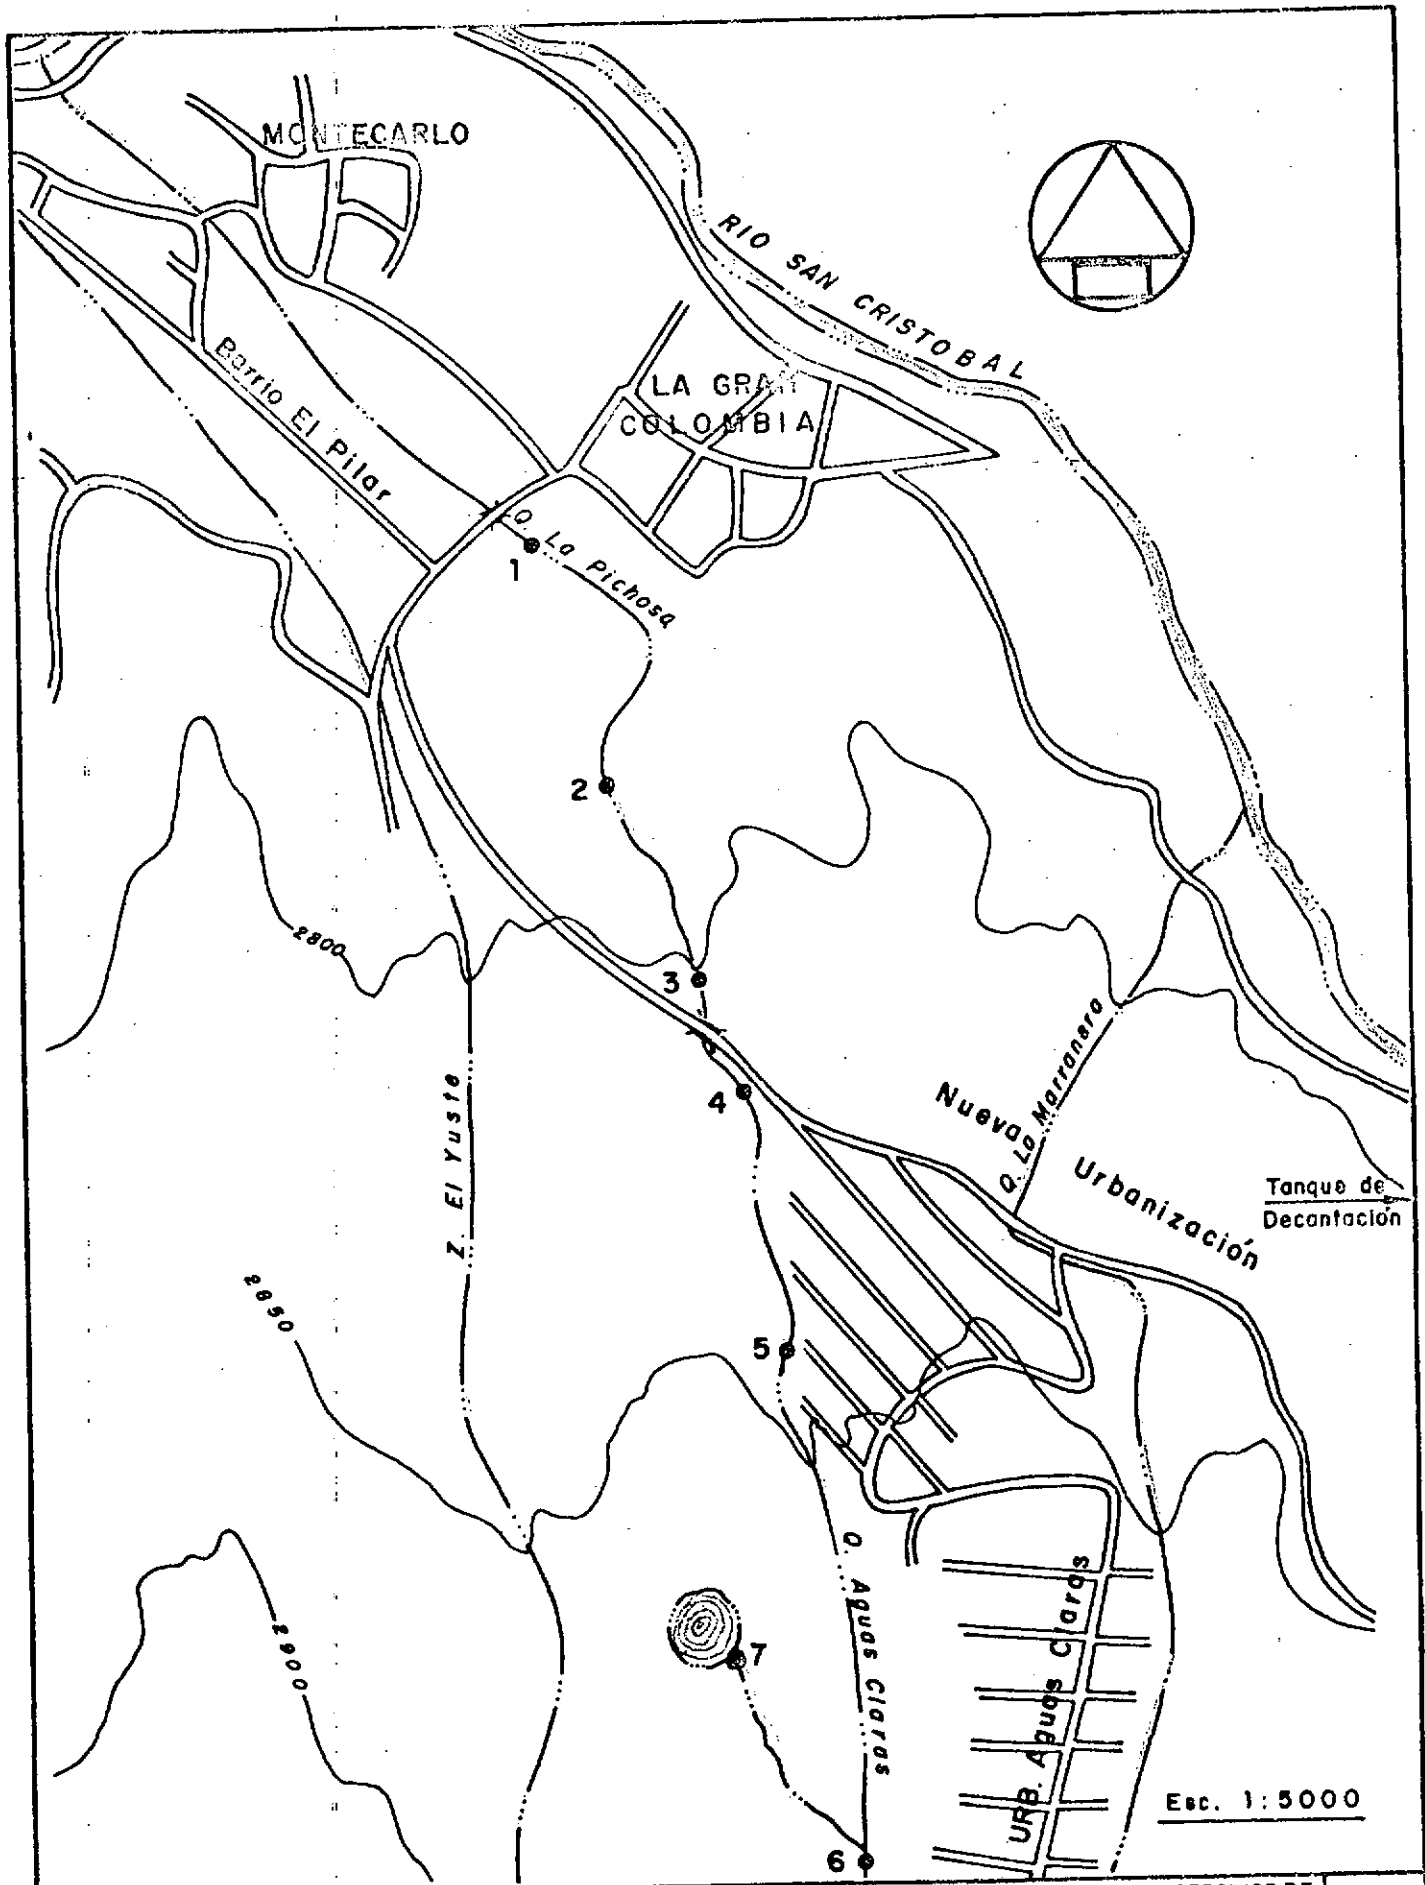 MONTECARLO
RIO SAN CRISTOBAL
Barrio El Pilar
LA GRAN
COLOMBIA
Q. La Pichosa
1
2
2800
3
4
Z. El Yuste
Q. La Marranera
Nueva
Urbanización
Tanque de
Decantación
2850
5
Q. Aguas Claras
URB. Aguas Claras
2900
7
Esc. 1:5000
6